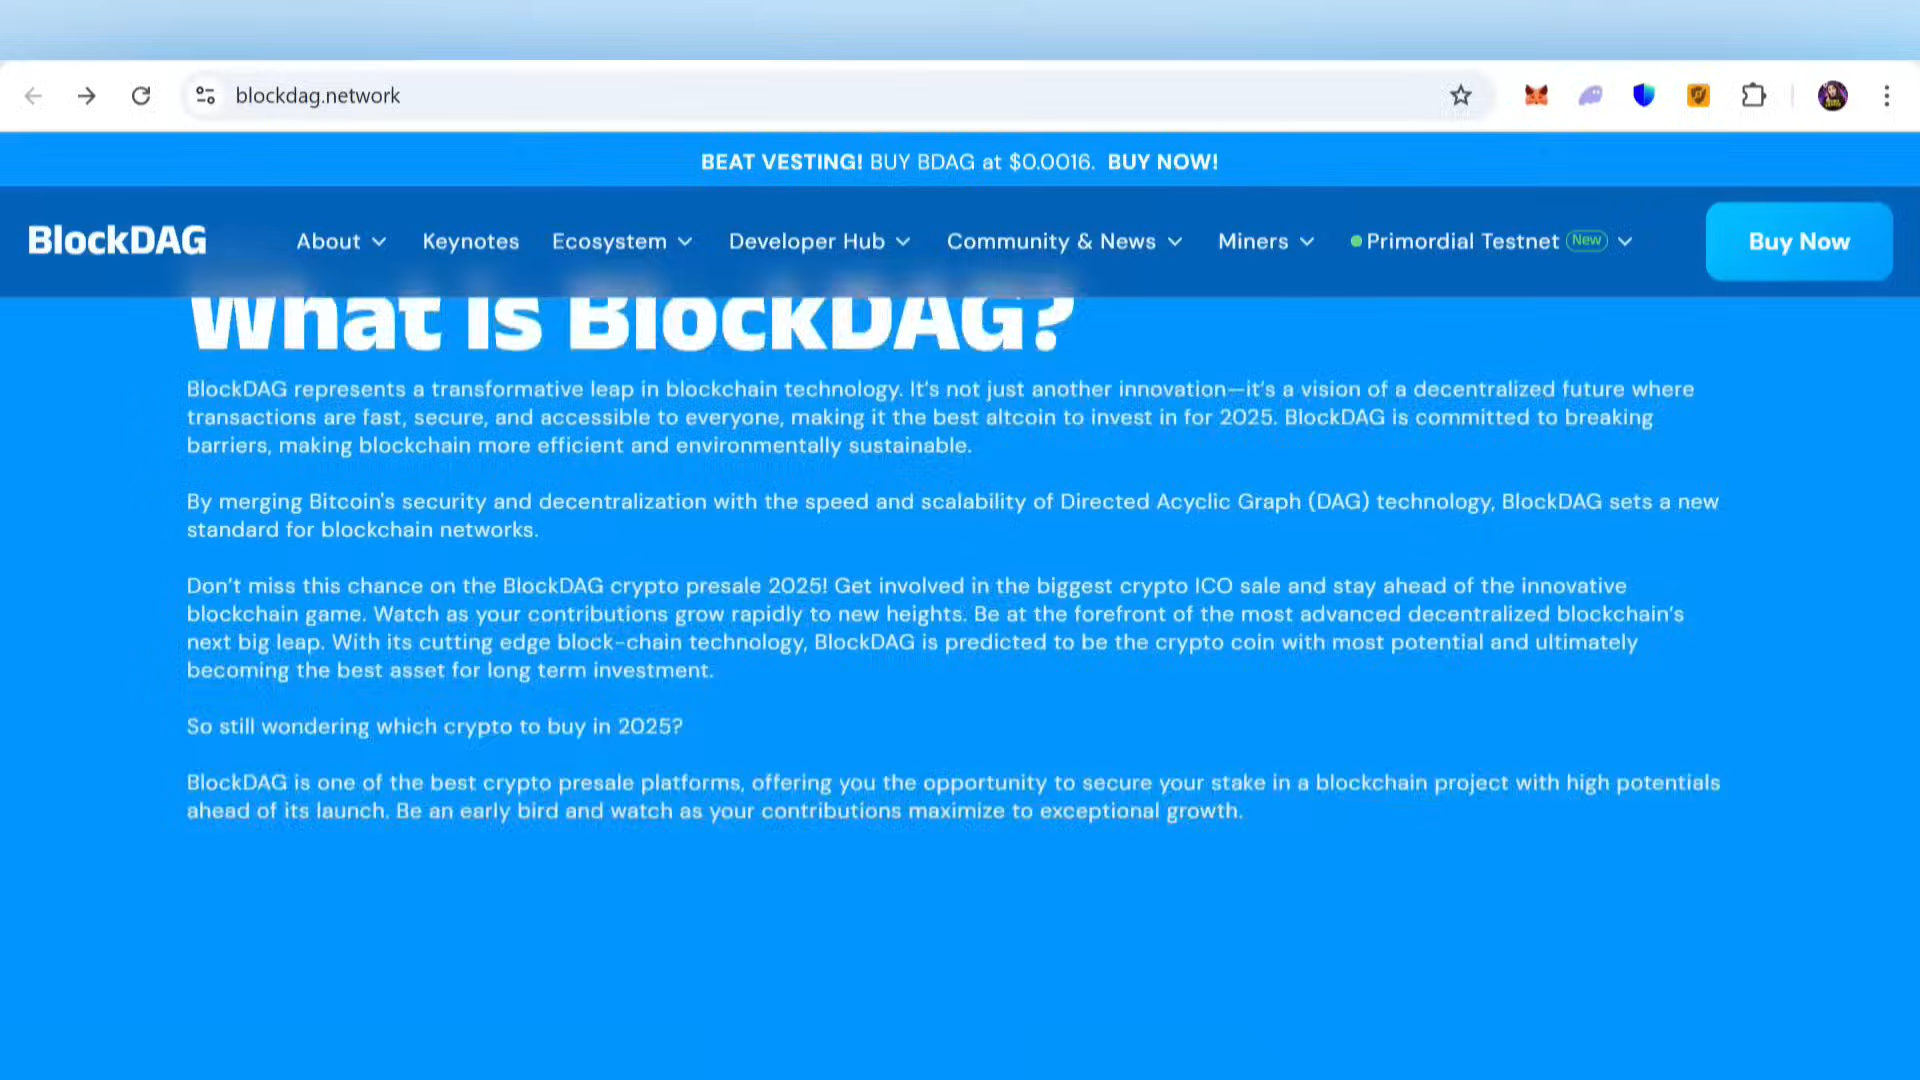 blockdag.network
BEAT VESTING! BUY BDAG at $0.0016. BUY NOW!
BlockDAG
About
Keynotes
Ecosystem
Developer Hub
Community & News
Miners
Primordial Testnet New
Buy Now
What is BlockDAG?
BlockDAG represents a transformative leap in blockchain technology. It's not just another innovation—it's a vision of a decentralized future where
transactions are fast, secure, and accessible to everyone, making it the best altcoin to invest in for 2025. BlockDAG is committed to breaking
barriers, making blockchain more efficient and environmentally sustainable.
By merging Bitcoin's security and decentralization with the speed and scalability of Directed Acyclic Graph (DAG) technology, BlockDAG sets a new
standard for blockchain networks.
Don't miss this chance on the BlockDAG crypto presale 2025! Get involved in the biggest crypto ICO sale and stay ahead of the innovative
blockchain game. Watch as your contributions grow rapidly to new heights. Be at the forefront of the most advanced decentralized blockchain's
next big leap. With its cutting edge block-chain technology, BlockDAG is predicted to be the crypto coin with most potential and ultimately
becoming the best asset for long term investment.
So still wondering which crypto to buy in 2025?
BlockDAG is one of the best crypto presale platforms, offering you the opportunity to secure your stake in a blockchain project with high potentials
ahead of its launch. Be an early bird and watch as your contributions maximize to exceptional growth.